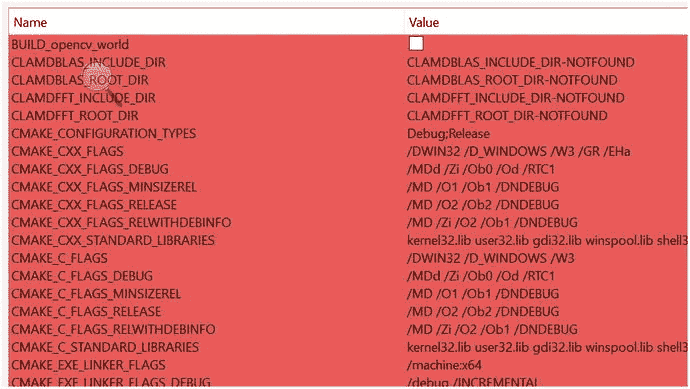 Name Value
BUILD_opencv_world
CLAMDBLAS_INCLUDE_DIR CLAMDBLAS_INCLUDE_DIR-NOTFOUND
CLAMDBLAS_ROOT_DIR CLAMDBLAS_ROOT_DIR-NOTFOUND
CLAMDFFT_INCLUDE_DIR CLAMDFFT_INCLUDE_DIR-NOTFOUND
CLAMDFFT_ROOT_DIR CLAMDFFT_ROOT_DIR-NOTFOUND
CMAKE_CONFIGURATION_TYPES Debug;Release
CMAKE_CXX_FLAGS /DWIN32 /D_WINDOWS /W3 /GR /EHa
CMAKE_CXX_FLAGS_DEBUG /MDd /Zi /Ob0 /Od /RTC1
CMAKE_CXX_FLAGS_MINSIZEREL /MD /O1 /Ob1 /DNDEBUG
CMAKE_CXX_FLAGS_RELEASE /MD /O2 /Ob2 /DNDEBUG
CMAKE_CXX_FLAGS_RELWITHDEBINFO /MD /Zi /O2 /Ob1 /DNDEBUG
CMAKE_CXX_STANDARD_LIBRARIES kernel32.lib user32.lib gdi32.lib winspool.lib shell3
CMAKE_C_FLAGS /DWIN32 /D_WINDOWS /W3
CMAKE_C_FLAGS_DEBUG /MDd /Zi /Ob0 /Od /RTC1
CMAKE_C_FLAGS_MINSIZEREL /MD /O1 /Ob1 /DNDEBUG
CMAKE_C_FLAGS_RELEASE /MD /O2 /Ob2 /DNDEBUG
CMAKE_C_FLAGS_RELWITHDEBINFO /MD /Zi /O2 /Ob1 /DNDEBUG
CMAKE_C_STANDARD_LIBRARIES kernel32.lib user32.lib gdi32.lib winspool.lib shell3
CMAKE_EXE_LINKER_FLAGS /machine:x64
CMAKE_EXE_LINKER_FLAGS_DEBUG /debug /INCREMENTAL